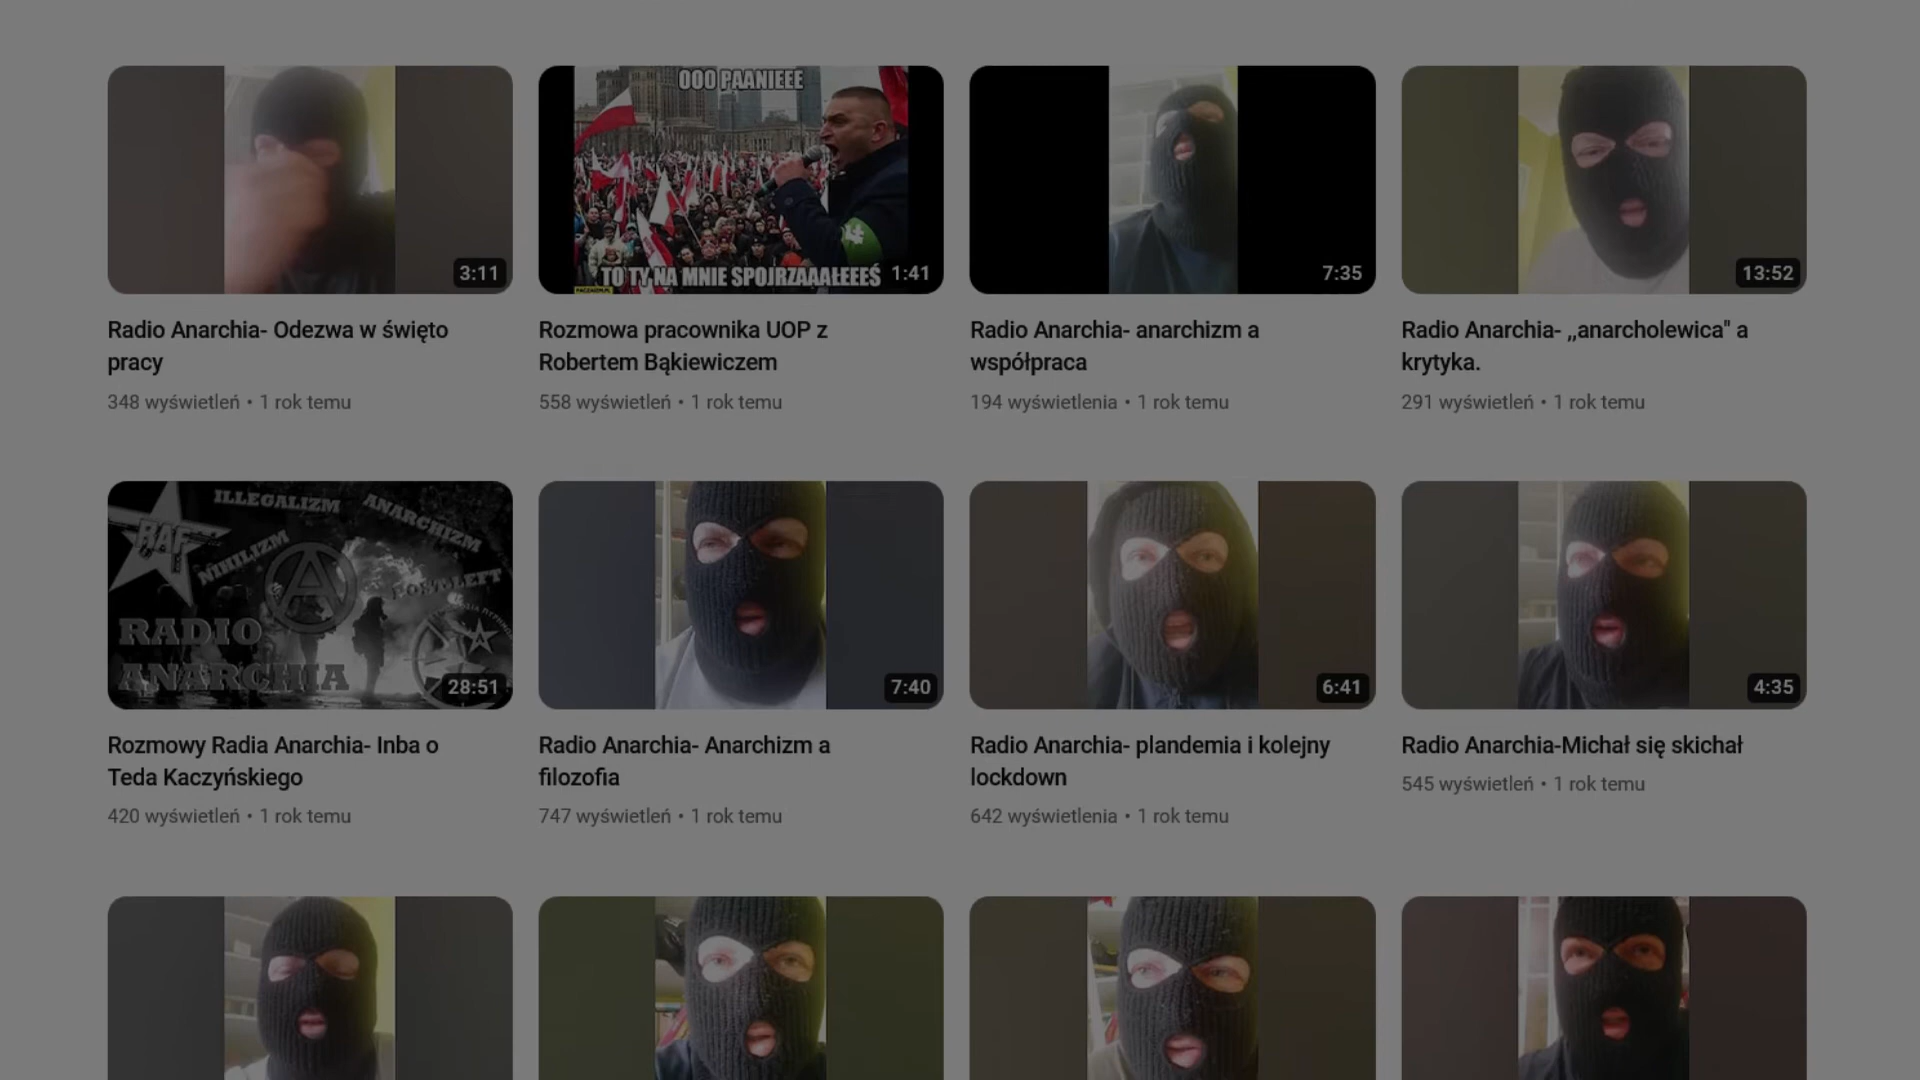 OOO PAANIEEE
TO TY NA MNIE SPOJRZAAAŁEEEŚ
3:11
1:41
7:35
13:52
Radio Anarchia- Odezwa w święto
pracy
348 wyświetleń • 1 rok temu
Rozmowa pracownika UOP z
Robertem Bąkiewiczem
558 wyświetleń • 1 rok temu
Radio Anarchia- anarchizm a
współpraca
194 wyświetlenia • 1 rok temu
Radio Anarchia- ,,anarcholewica" a
krytyka.
291 wyświetleń • 1 rok temu
ILLEGALIZM
ANARCHIZM
RAF
NIHILIZM
POST-LEFT
RADIO
ANARCHIA
28:51
7:40
6:41
4:35
Rozmowy Radia Anarchia- Inba o
Teda Kaczyńskiego
420 wyświetleń • 1 rok temu
Radio Anarchia- Anarchizm a
filozofia
747 wyświetleń • 1 rok temu
Radio Anarchia- plandemia i kolejny
lockdown
642 wyświetlenia • 1 rok temu
Radio Anarchia-Michał się skichał
545 wyświetleń • 1 rok temu